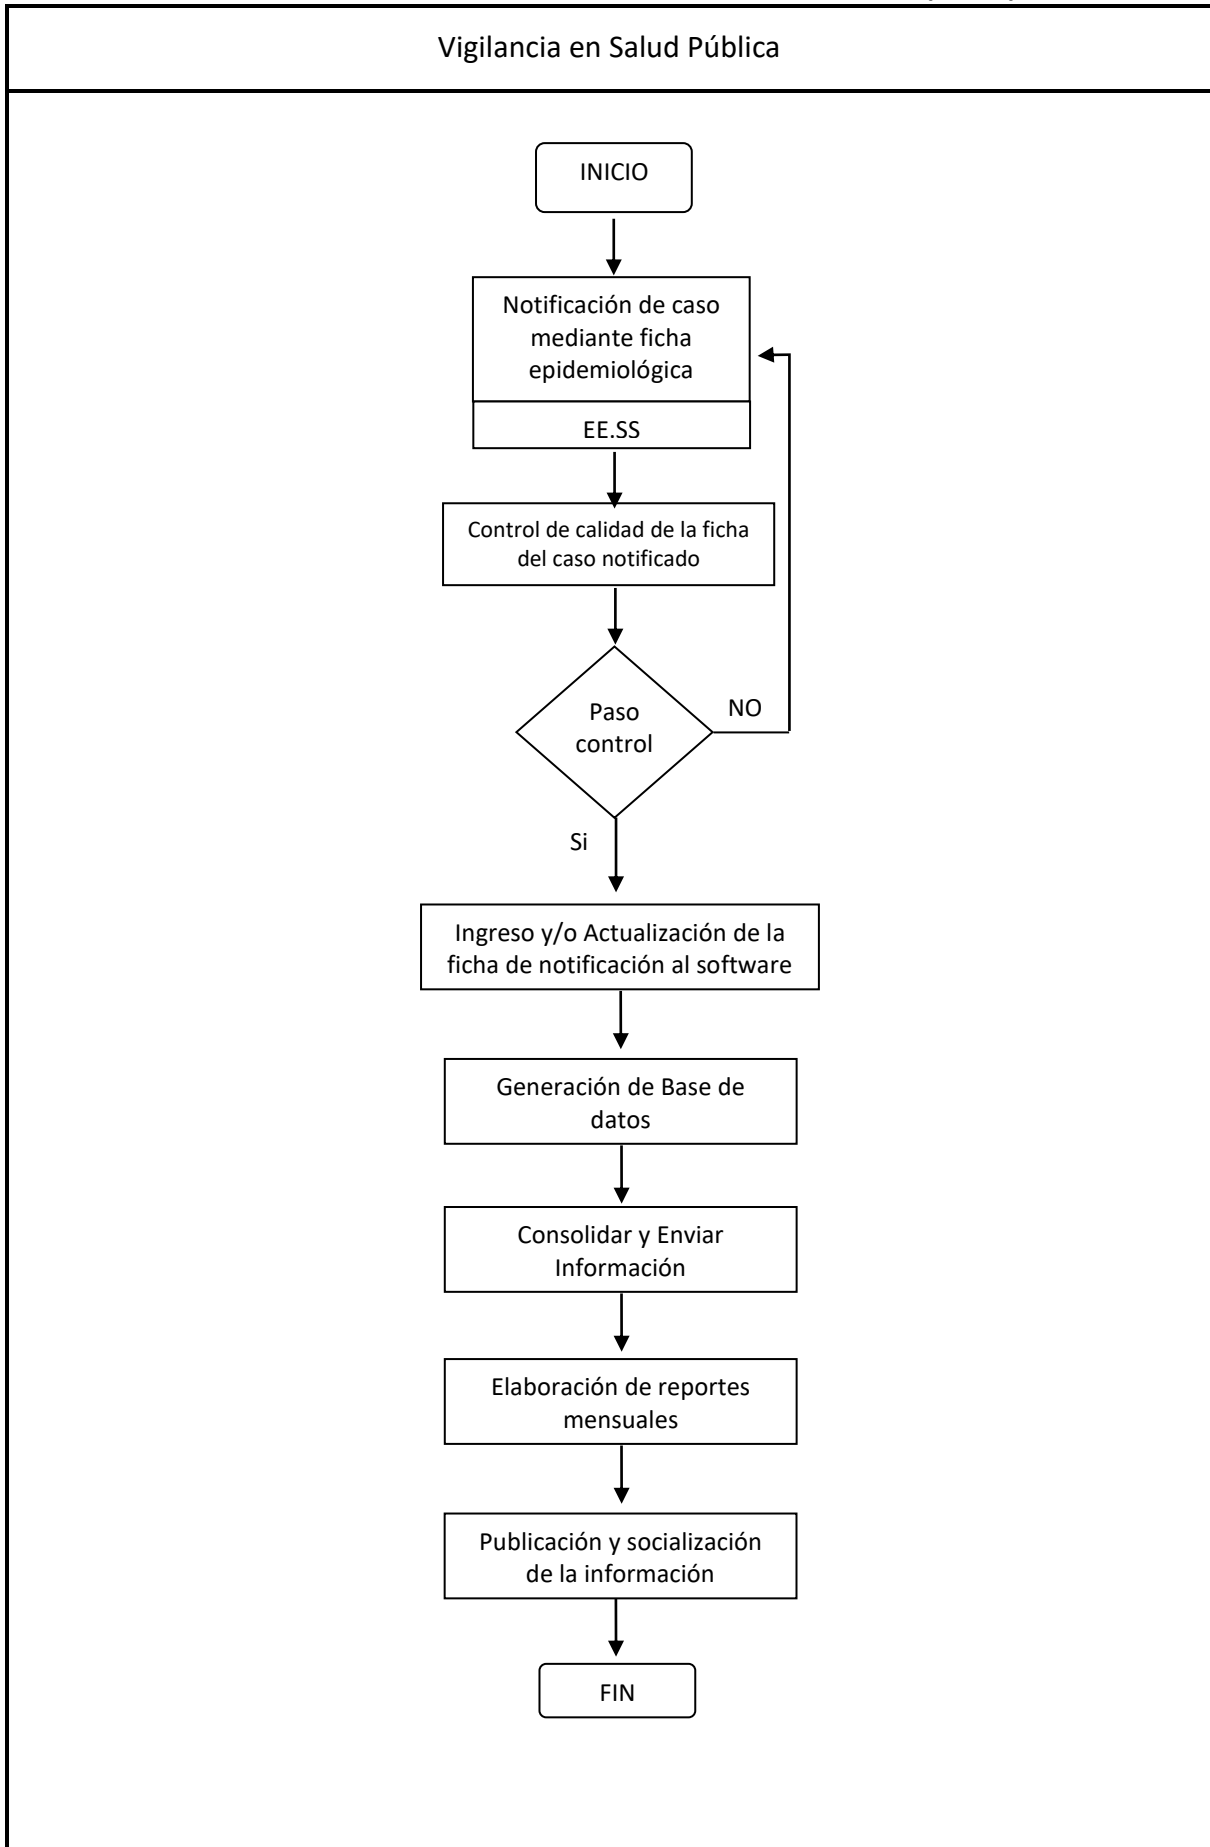 Vigilancia en Salud Pública
INICIO
Notificación de caso
mediante ficha
epidemiológica
EE.SS
Control de calidad de la ficha
del caso notificado
Paso
control
NO
Si
Ingreso y/o Actualización de la
ficha de notificación al software
Generación de Base de
datos
Consolidar y Enviar
Información
Elaboración de reportes
mensuales
Publicación y socialización
de la información
FIN